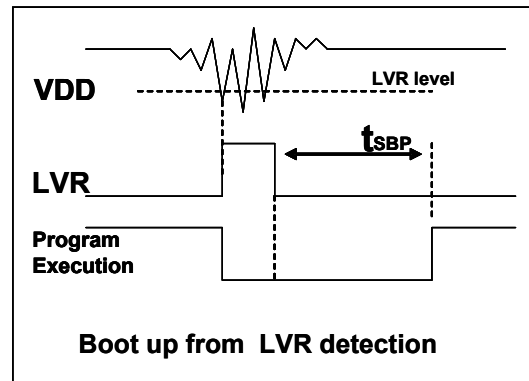 LVR level
VDD
tSBP
LVR
Program
Execution
Boot up from LVR detection